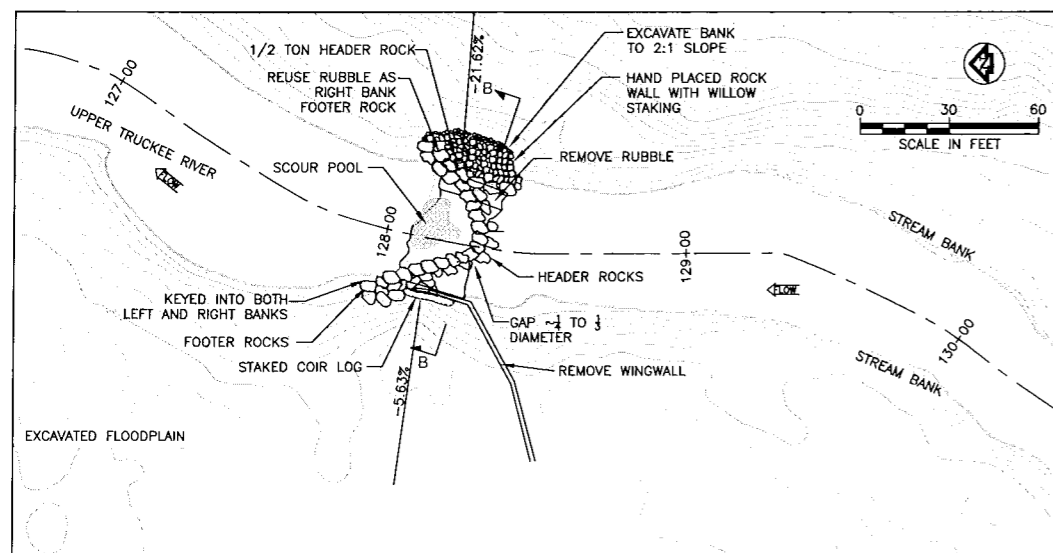 1/2 TON HEADER ROCK
REUSE RUBBLE AS
RIGHT BANK
FOOTER ROCK
-21.62%
B
EXCAVATE BANK
TO 2:1 SLOPE
HAND PLACED ROCK
WALL WITH WILLOW
STAKING
REMOVE RUBBLE
0 30 60
SCALE IN FEET
127+00
UPPER TRUCKEE RIVER
FLOW
SCOUR POOL
128+00
129+00
STREAM BANK
HEADER ROCKS
FLOW
KEYED INTO BOTH
LEFT AND RIGHT BANKS
FOOTER ROCKS
STAKED COIR LOG
GAP ~1/4 TO 1/3
DIAMETER
REMOVE WINGWALL
B
-5.63%
130+00
STREAM BANK
EXCAVATED FLOODPLAIN